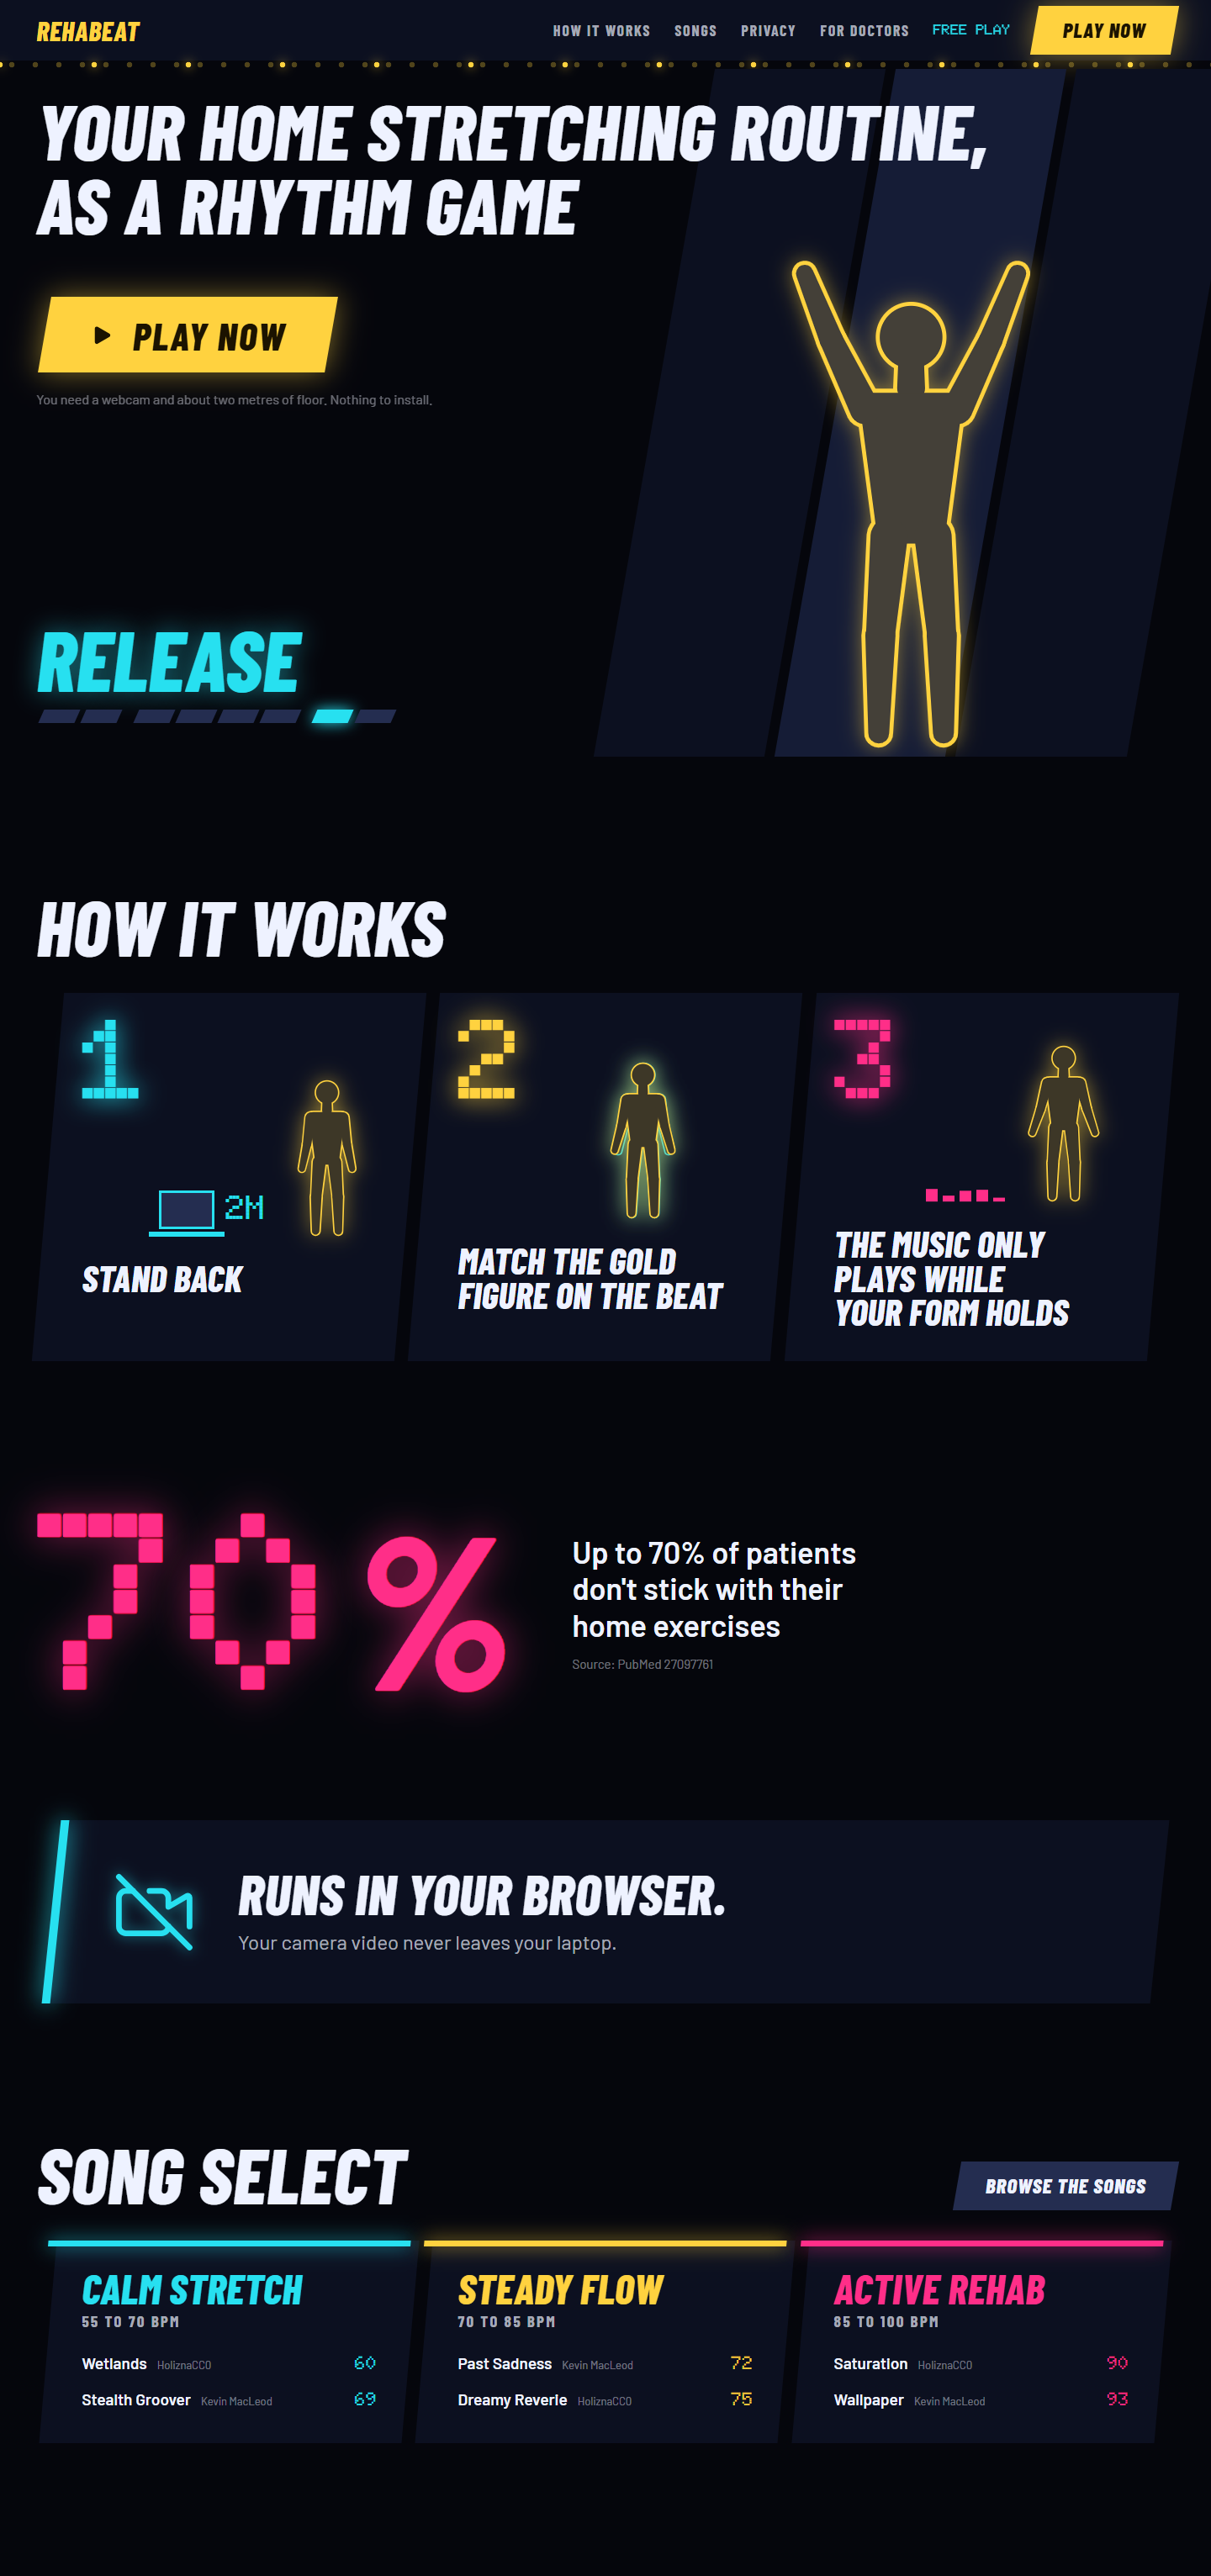 REHABEAT
HOW IT WORKS SONGS PRIVACY FOR DOCTORS FREE PLAY PLAY NOW
YOUR HOME STRETCHING ROUTINE,
AS A RHYTHM GAME
PLAY NOW
You need a webcam and about two metres of floor. Nothing to install.
RELEASE
HOW IT WORKS
1
2M
STAND BACK
2
MATCH THE GOLD
FIGURE ON THE BEAT
3
THE MUSIC ONLY
PLAYS WHILE
YOUR FORM HOLDS
70%
Up to 70% of patients
don't stick with their
home exercises
Source: PubMed 27097761
RUNS IN YOUR BROWSER.
Your camera video never leaves your laptop.
SONG SELECT
BROWSE THE SONGS
CALM STRETCH
55 TO 70 BPM
Wetlands HoliznaCC0 60
Stealth Groover Kevin MacLeod 69
STEADY FLOW
70 TO 85 BPM
Past Sadness Kevin MacLeod 72
Dreamy Reverie HoliznaCC0 75
ACTIVE REHAB
85 TO 100 BPM
Saturation HoliznaCC0 90
Wallpaper Kevin MacLeod 93